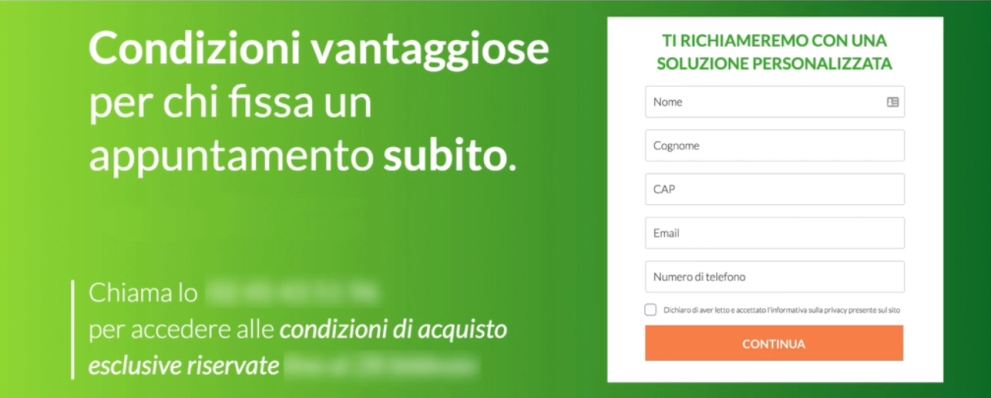 Condizioni vantaggiose
per chi fissa un
appuntamento subito.
Chiama lo
per accedere alle condizioni di acquisto
esclusive riservate
TI RICHIAMEREMO CON UNA
SOLUZIONE PERSONALIZZATA
Nome
Cognome
CAP
Email
Numero di telefono
Dichiaro di aver letto e accettato l'informativa sulla privacy presente sul sito
CONTINUA